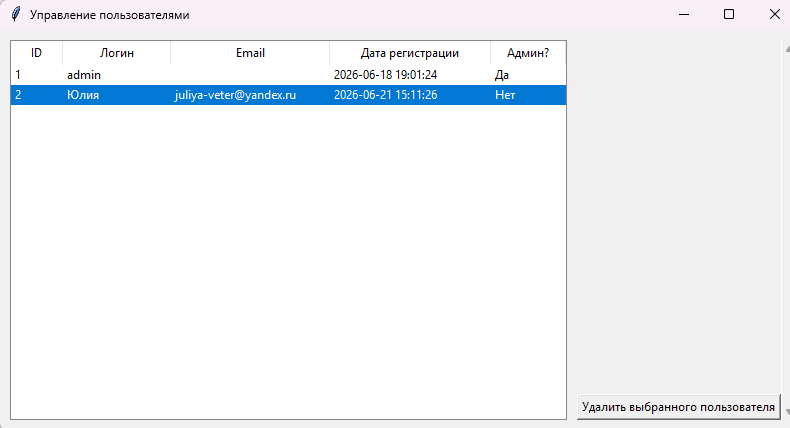 Управление пользователями
ID Логин Email Дата регистрации Админ?
1 admin 2026-06-18 19:01:24 Да
2 Юлия juliya-veter@yandex.ru 2026-06-21 15:11:26 Нет
Удалить выбранного пользователя